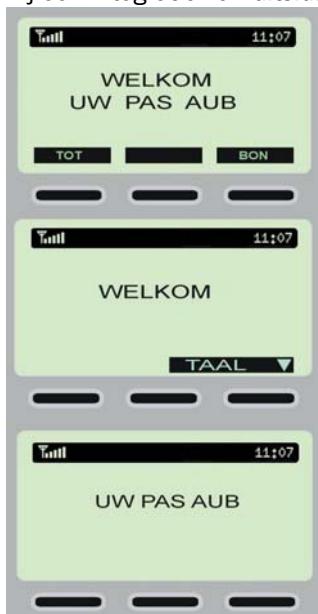 11:07
WELKOM
UW PAS AUB
TOT BON
11:07
WELKOM
TAAL
11:07
UW PAS AUB